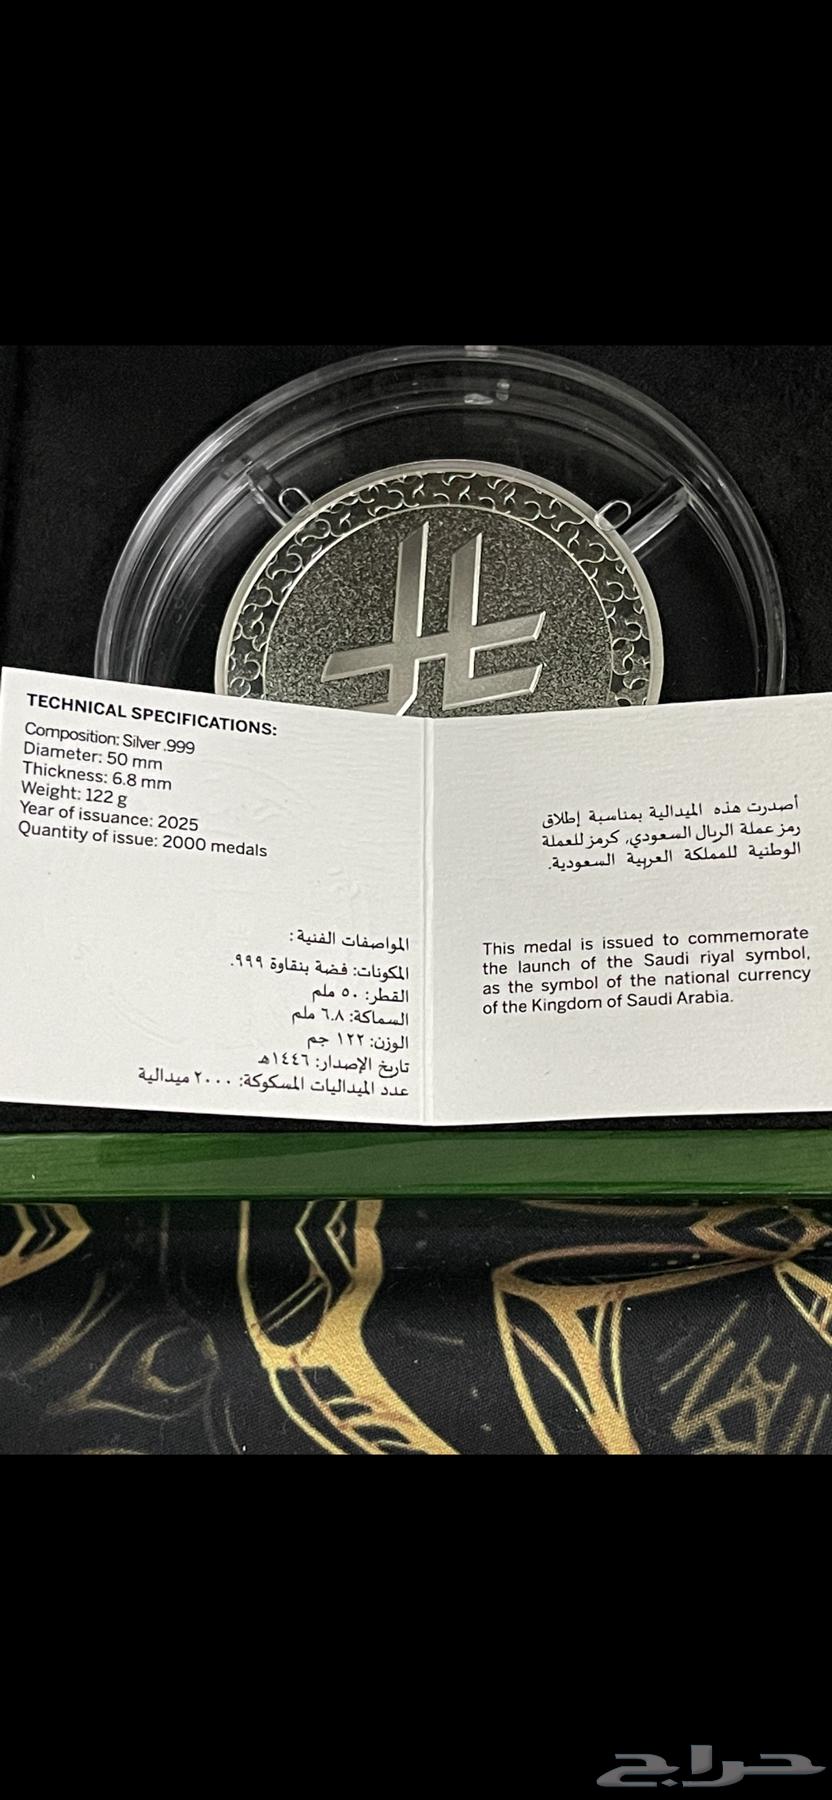 TECHNICAL SPECIFICATIONS:
Composition: Silver .999
Diameter: 50 mm
Thickness: 6.8 mm
Weight: 122 g
Year of issuance: 2025
Quantity of issue: 2000 medals
المواصفات الفنية:
المكونات: فضة بنقاوة ٩٩٩.
القطر: ٥٠ ملم
السماكة: ٦.٨ ملم
الوزن: ١٢٢ جم
تاريخ الإصدار: ١٤٤٦هـ
عدد الميداليات المسكوكة: ٢٠٠٠ ميدالية
أصدرت هذه الميدالية بمناسبة إطلاق
رمز عملة الريال السعودي، كرمز للعملة
الوطنية للمملكة العربية السعودية.
This medal is issued to commemorate
the launch of the Saudi riyal symbol,
as the symbol of the national currency
of the Kingdom of Saudi Arabia.
حراج